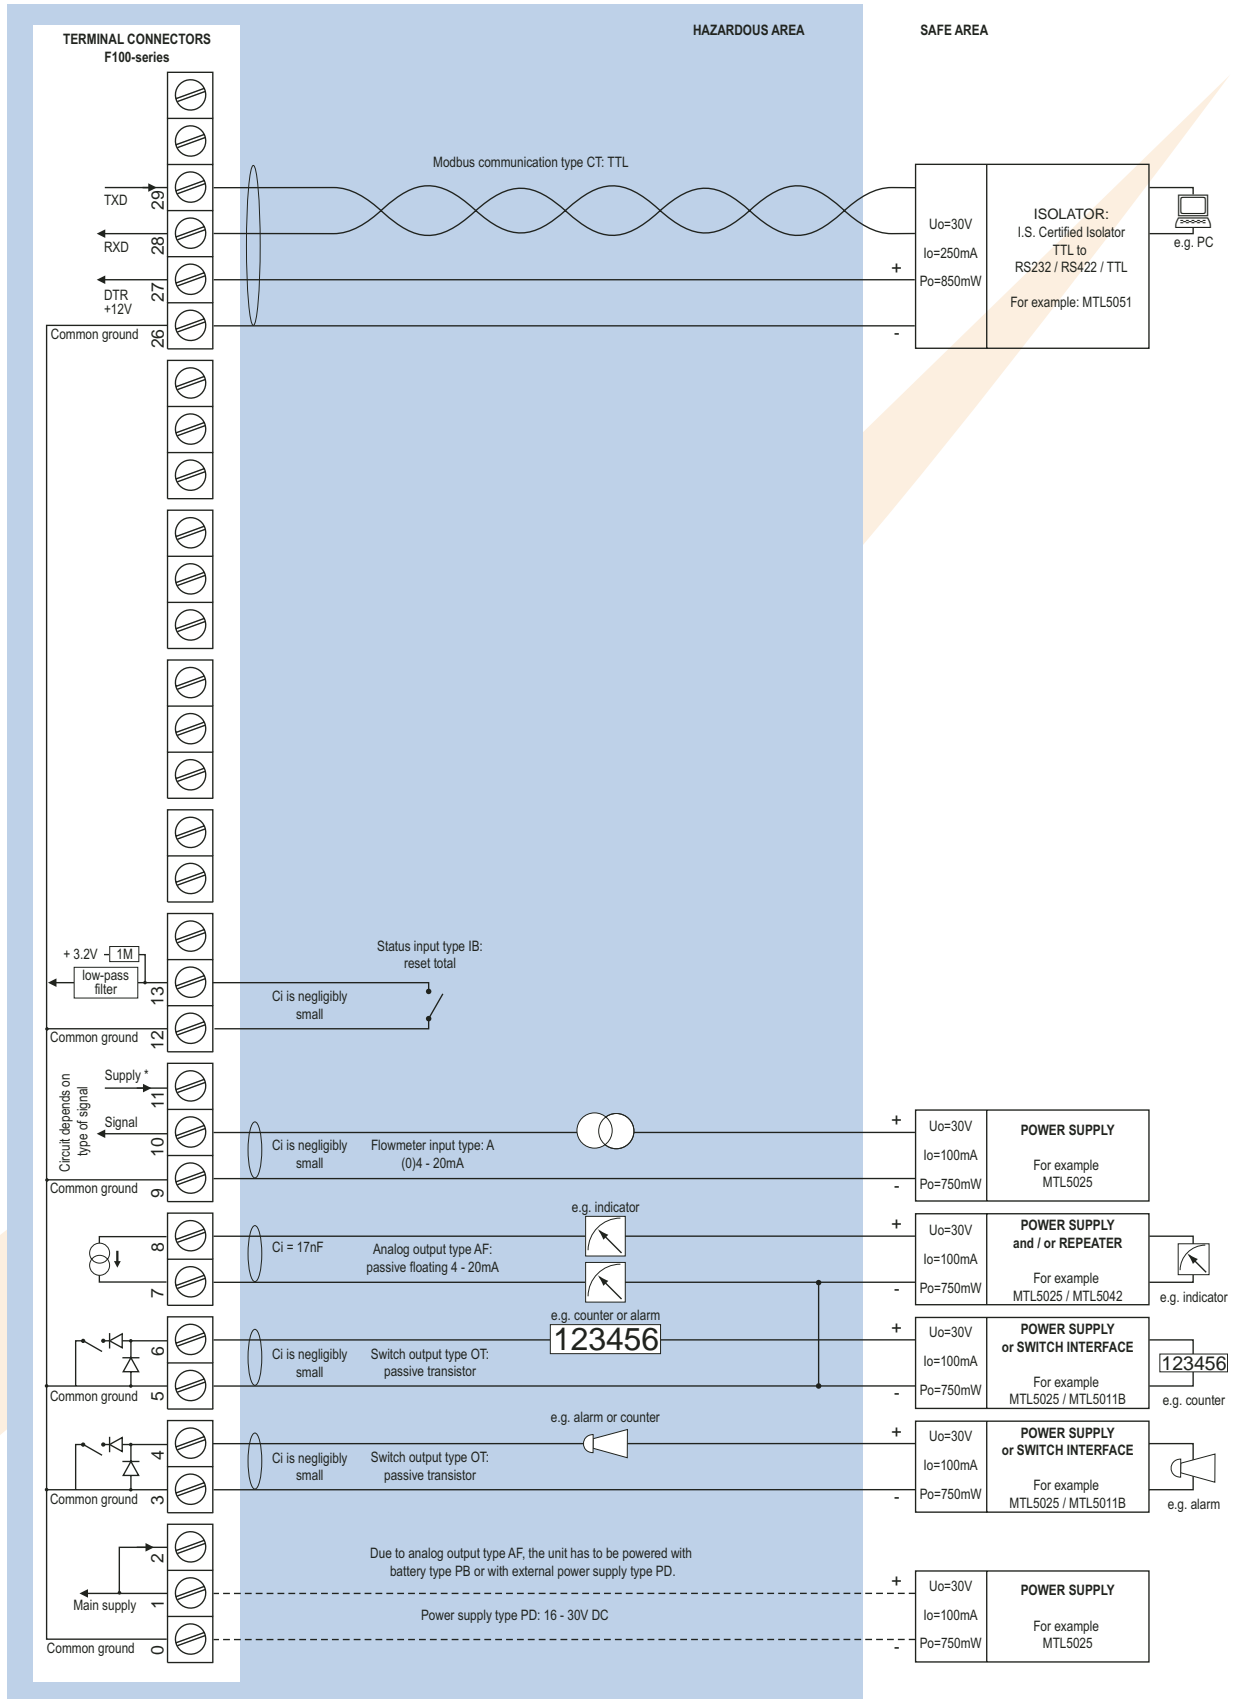 HAZARDOUS AREA
SAFE AREA
TERMINAL CONNECTORS
F100-series
Modbus communication type CT: TTL
TXD
29
RXD
28
DTR
+12V
27
Common ground
26
+
-
Uo=30V
Io=250mA
Po=850mW
ISOLATOR:
I.S. Certified Isolator
TTL to
RS232 / RS422 / TTL
For example: MTL5051
e.g. PC
+ 3.2V
1M
low-pass
filter
13
Common ground
12
Status input type IB:
reset total
Ci is negligibly
small
Circuit depends on
type of signal
Supply *
11
Signal
10
Common ground
9
Ci is negligibly
small
Flowmeter input type: A
(0)4 - 20mA
+
-
Uo=30V
Io=100mA
Po=750mW
POWER SUPPLY
For example
MTL5025
8
7
Ci = 17nF
Analog output type AF:
passive floating 4 - 20mA
e.g. indicator
+
-
Uo=30V
Io=100mA
Po=750mW
POWER SUPPLY
and / or REPEATER
For example
MTL5025 / MTL5042
e.g. indicator
6
Common ground
5
Ci is negligibly
small
Switch output type OT:
passive transistor
e.g. counter or alarm
123456
+
-
Uo=30V
Io=100mA
Po=750mW
POWER SUPPLY
or SWITCH INTERFACE
For example
MTL5025 / MTL5011B
123456
e.g. counter
4
Common ground
3
Ci is negligibly
small
Switch output type OT:
passive transistor
e.g. alarm or counter
+
-
Uo=30V
Io=100mA
Po=750mW
POWER SUPPLY
or SWITCH INTERFACE
For example
MTL5025 / MTL5011B
e.g. alarm
2
Main supply
1
Common ground
0
Due to analog output type AF, the unit has to be powered with
battery type PB or with external power supply type PD.
Power supply type PD: 16 - 30V DC
+
-
Uo=30V
Io=100mA
Po=750mW
POWER SUPPLY
For example
MTL5025